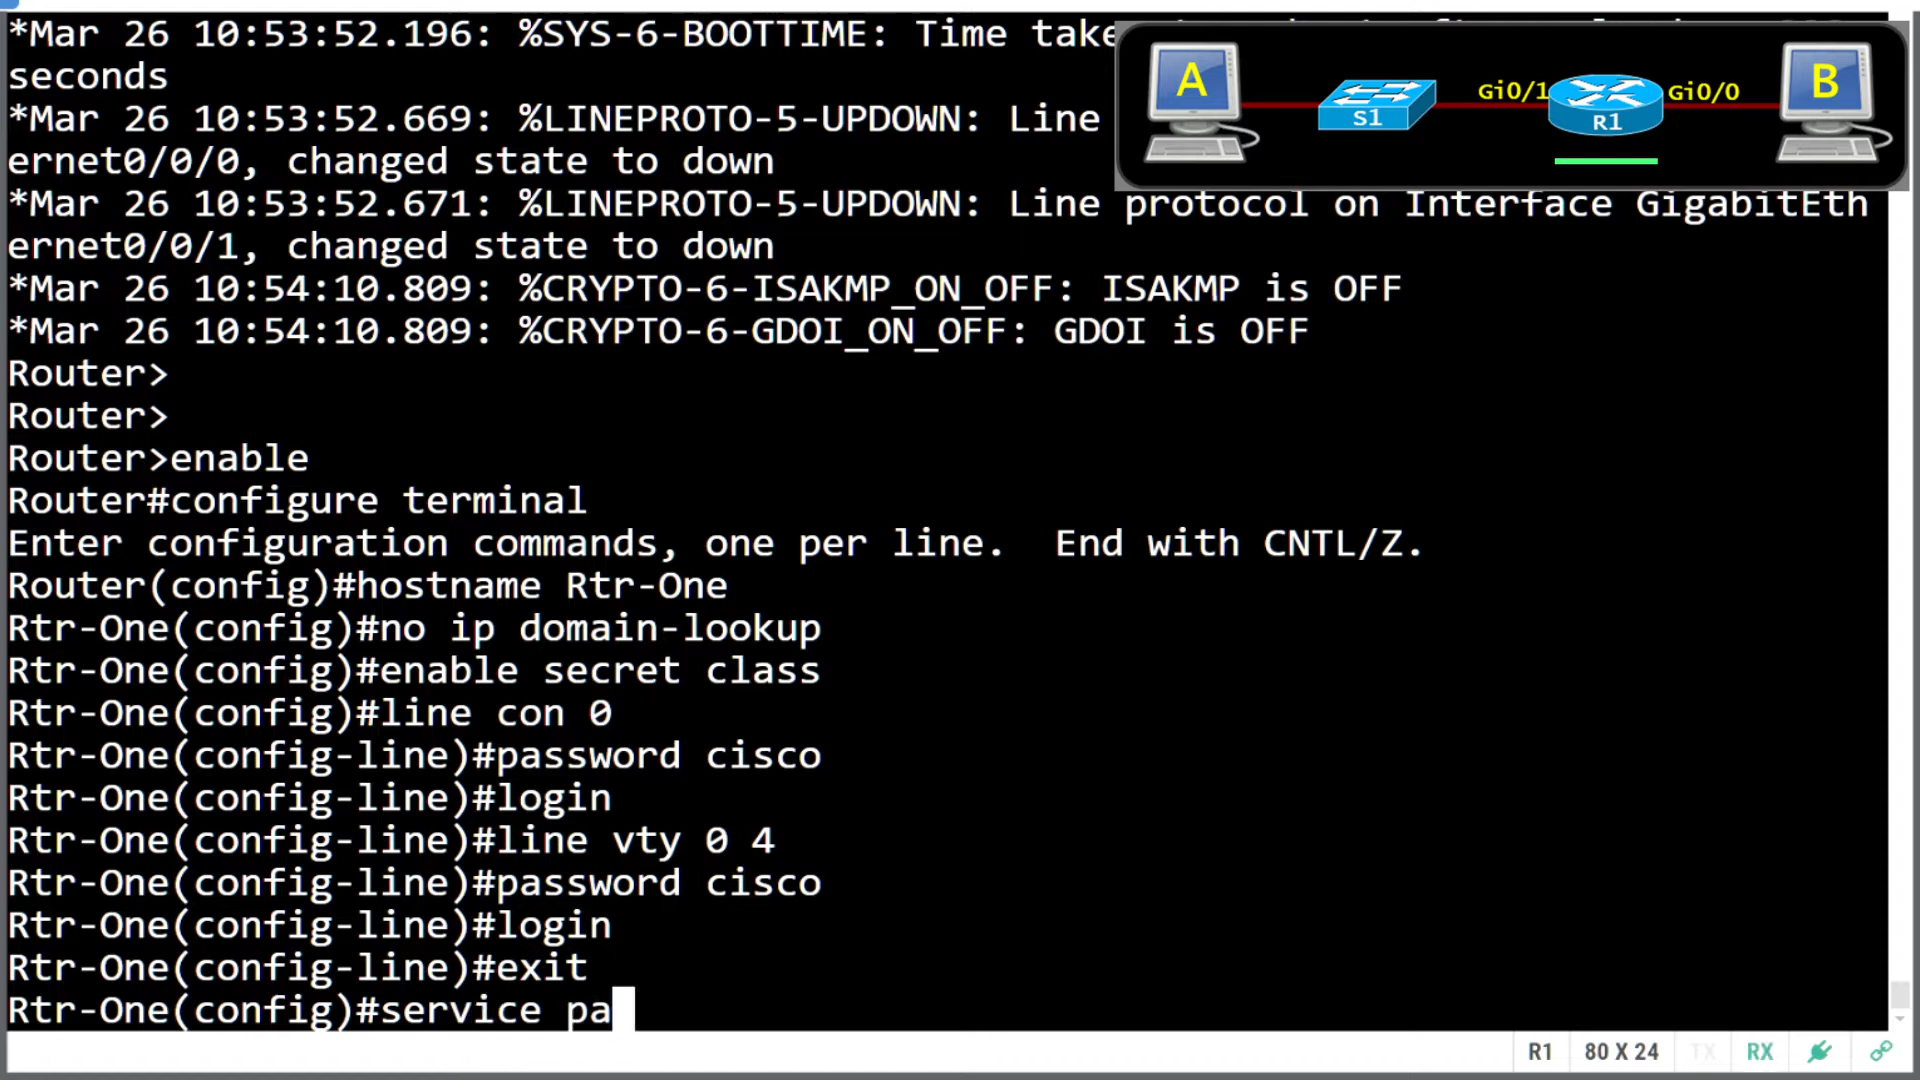 *Mar 26 10:53:52.196: %SYS-6-BOOTTIME: Time take
seconds
*Mar 26 10:53:52.669: %LINEPROTO-5-UPDOWN: Line
ernet0/0/0, changed state to down
*Mar 26 10:53:52.671: %LINEPROTO-5-UPDOWN: Line protocol on Interface GigabitEth
ernet0/0/1, changed state to down
*Mar 26 10:54:10.809: %CRYPTO-6-ISAKMP_ON_OFF: ISAKMP is OFF
*Mar 26 10:54:10.809: %CRYPTO-6-GDOI_ON_OFF: GDOI is OFF
Router>
Router>
Router>enable
Router#configure terminal
Enter configuration commands, one per line.  End with CNTL/Z.
Router(config)#hostname Rtr-One
Rtr-One(config)#no ip domain-lookup
Rtr-One(config)#enable secret class
Rtr-One(config)#line con 0
Rtr-One(config-line)#password cisco
Rtr-One(config-line)#login
Rtr-One(config-line)#line vty 0 4
Rtr-One(config-line)#password cisco
Rtr-One(config-line)#login
Rtr-One(config-line)#exit
Rtr-One(config)#service pa
A
S1
Gi0/1
R1
Gi0/0
B
R1 80 X 24 TX RX